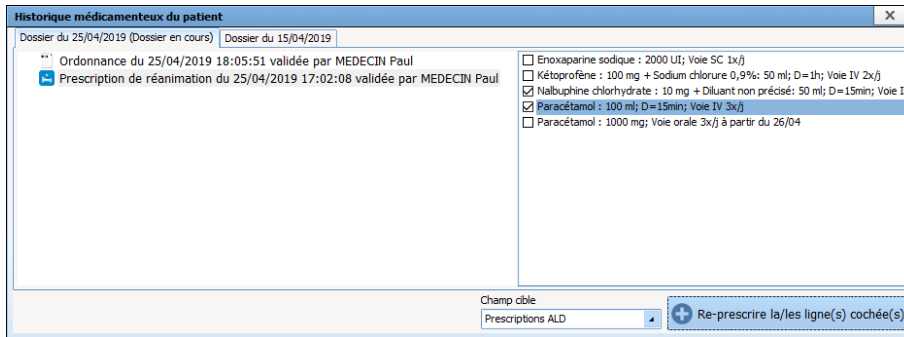 Historique médicamenteux du patient
Dossier du 25/04/2019 (Dossier en cours) Dossier du 15/04/2019
Ordonnance du 25/04/2019 18:05:51 validée par MEDECIN Paul
Prescription de réanimation du 25/04/2019 17:02:08 validée par MEDECIN Paul
Enoxaparine sodique : 2000 UI; Voie SC 1x/j
Kétoprofène : 100 mg + Sodium chlorure 0,9%: 50 ml; D=1h; Voie IV 2x/j
Nalbuphine chlorhydrate : 10 mg + Diluant non précisé: 50 ml; D=15min; Voie I
Paracétamol : 100 ml; D=15min; Voie IV 3x/j
Paracétamol : 1000 mg; Voie orale 3x/j à partir du 26/04
Champ cible
Prescriptions ALD
Re-prescrire la/les ligne(s) cochée(s)